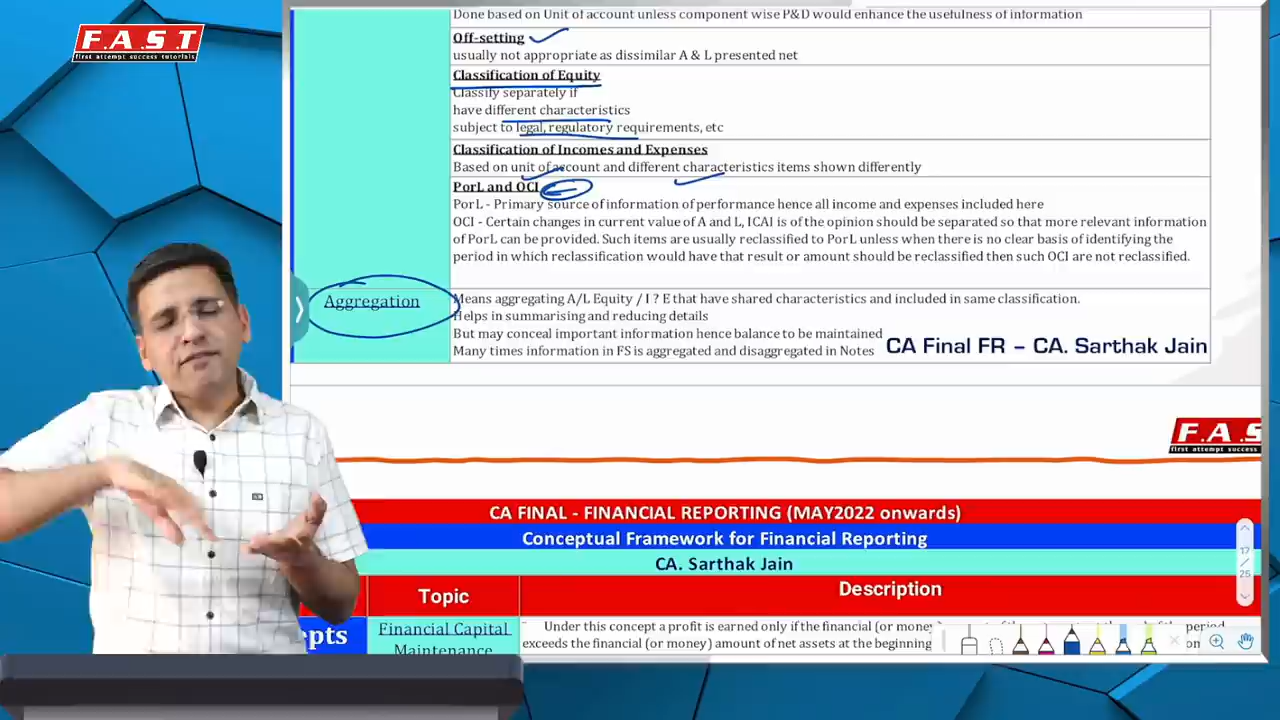 F.A.S.T
first attempt success tutorials
Done based on Unit of account unless component wise P&D would enhance the usefulness of information
Off-setting
usually not appropriate as dissimilar A & L presented net
Classification of Equity
Classify separately if
have different characteristics
subject to legal, regulatory requirements, etc
Classification of Incomes and Expenses
Based on unit of account and different characteristics items shown differently
PorL and OCI
PorL - Primary source of information of performance hence all income and expenses included here
OCI - Certain changes in current value of A and L, ICAI is of the opinion should be separated so that more relevant information
of PorL can be provided. Such items are usually reclassified to PorL unless when there is no clear basis of identifying the
period in which reclassification would have that result or amount should be reclassified then such OCI are not reclassified.
Aggregation
Means aggregating A/L Equity / I ? E that have shared characteristics and included in same classification.
Helps in summarising and reducing details
But may conceal important information hence balance to be maintained
Many times information in FS is aggregated and disaggregated in Notes
CA Final FR – CA. Sarthak Jain
F.A.S
first attempt success
CA FINAL - FINANCIAL REPORTING (MAY2022 onwards)
Conceptual Framework for Financial Reporting
CA. Sarthak Jain
Topic
Description
epts
Financial Capital
Maintenance
Under this concept a profit is earned only if the financial (or money
exceeds the financial (or money) amount of net assets at the beginning
17
/
25